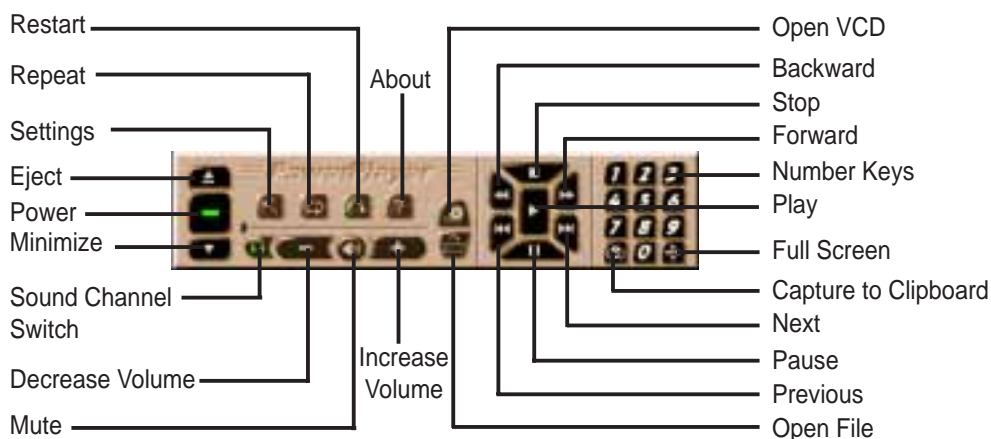 Restart
Repeat
Settings
Eject
Power
Minimize
Sound Channel
Switch
Decrease Volume
Mute
About
Increase
Volume
Open VCD
Backward
Stop
Forward
Number Keys
Play
Full Screen
Capture to Clipboard
Next
Pause
Previous
Open File
1 2 3
4 5 6
7 8 9
0